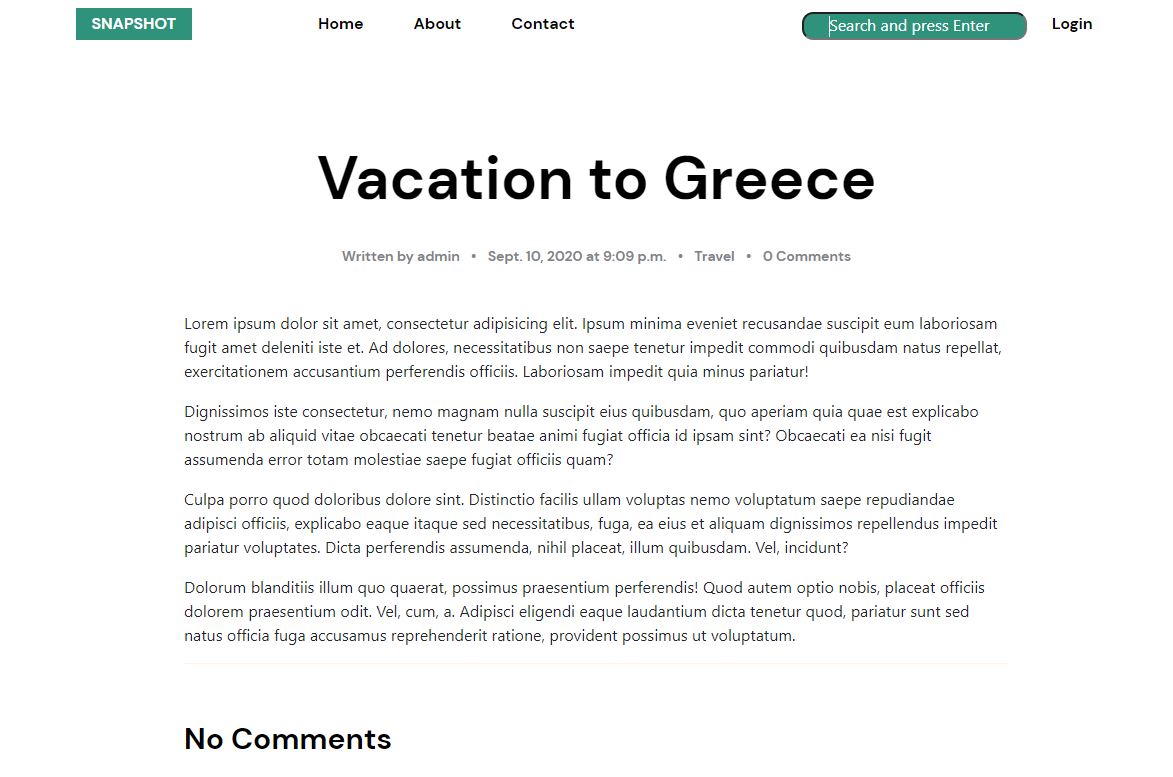 SNAPSHOT Home About Contact Search and press Enter Login
Vacation to Greece
Written by admin • Sept. 10, 2020 at 9:09 p.m. • Travel • 0 Comments
Lorem ipsum dolor sit amet, consectetur adipisicing elit. Ipsum minima eveniet recusandae suscipit eum laboriosam
fugit amet deleniti iste et. Ad dolores, necessitatibus non saepe tenetur impedit commodi quibusdam natus repellat,
exercitationem accusantium perferendis officiis. Laboriosam impedit quia minus pariatur!
Dignissimos iste consectetur, nemo magnam nulla suscipit eius quibusdam, quo aperiam quia quae est explicabo
nostrum ab aliquid vitae obcaecati tenetur beatae animi fugiat officia id ipsam sint? Obcaecati ea nisi fugit
assumenda error totam molestiae saepe fugiat officiis quam?
Culpa porro quod doloribus dolore sint. Distinctio facilis ullam voluptas nemo voluptatum saepe repudiandae
adipisci officiis, explicabo eaque itaque sed necessitatibus, fuga, ea eius et aliquam dignissimos repellendus impedit
pariatur voluptates. Dicta perferendis assumenda, nihil placeat, illum quibusdam. Vel, incidunt?
Dolorum blanditiis illum quo quaerat, possimus praesentium perferendis! Quod autem optio nobis, placeat officiis
dolorem praesentium odit. Vel, cum, a. Adipisci eligendi eaque laudantium dicta tenetur quod, pariatur sunt sed
natus officia fuga accusamus reprehenderit ratione, provident possimus ut voluptatum.
No Comments